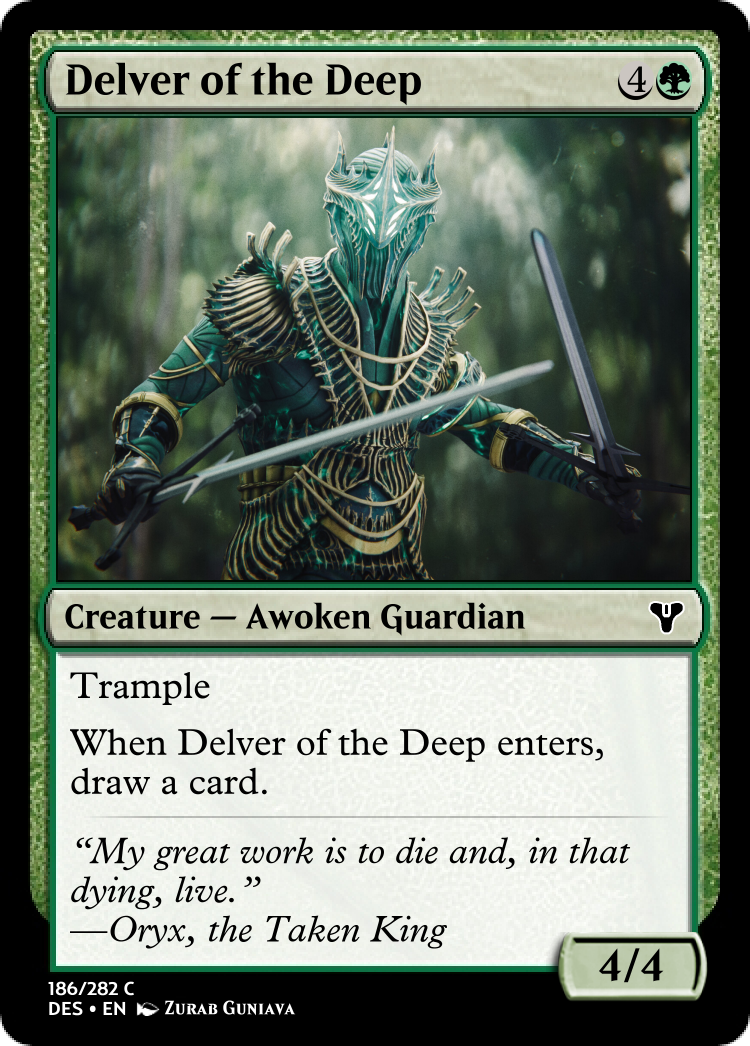 Delver of the Deep 4
Creature — Awoken Guardian
Trample
When Delver of the Deep enters,
draw a card.
“My great work is to die and, in that
dying, live.”
—Oryx, the Taken King
4/4
186/282 C
DES • EN Zurab Guniava